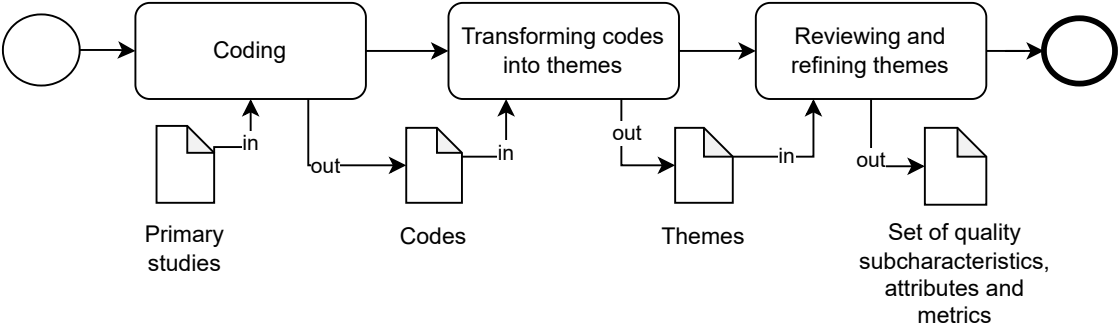 Coding
Transforming codes
into themes
Reviewing and
refining themes
in
out
in
out
in
out
Primary
studies
Codes
Themes
Set of quality
subcharacteristics,
attributes and
metrics